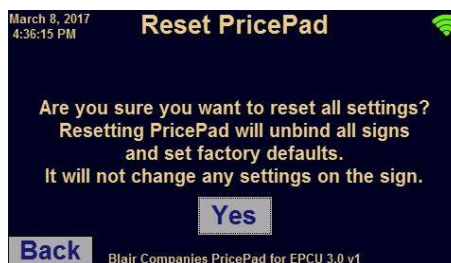 March 8, 2017
4:36:15 PM
Reset PricePad
Are you sure you want to reset all settings?
Resetting PricePad will unbind all signs
and set factory defaults.
It will not change any settings on the sign.
Yes
Back
Blair Companies PricePad for EPCU 3.0 v1